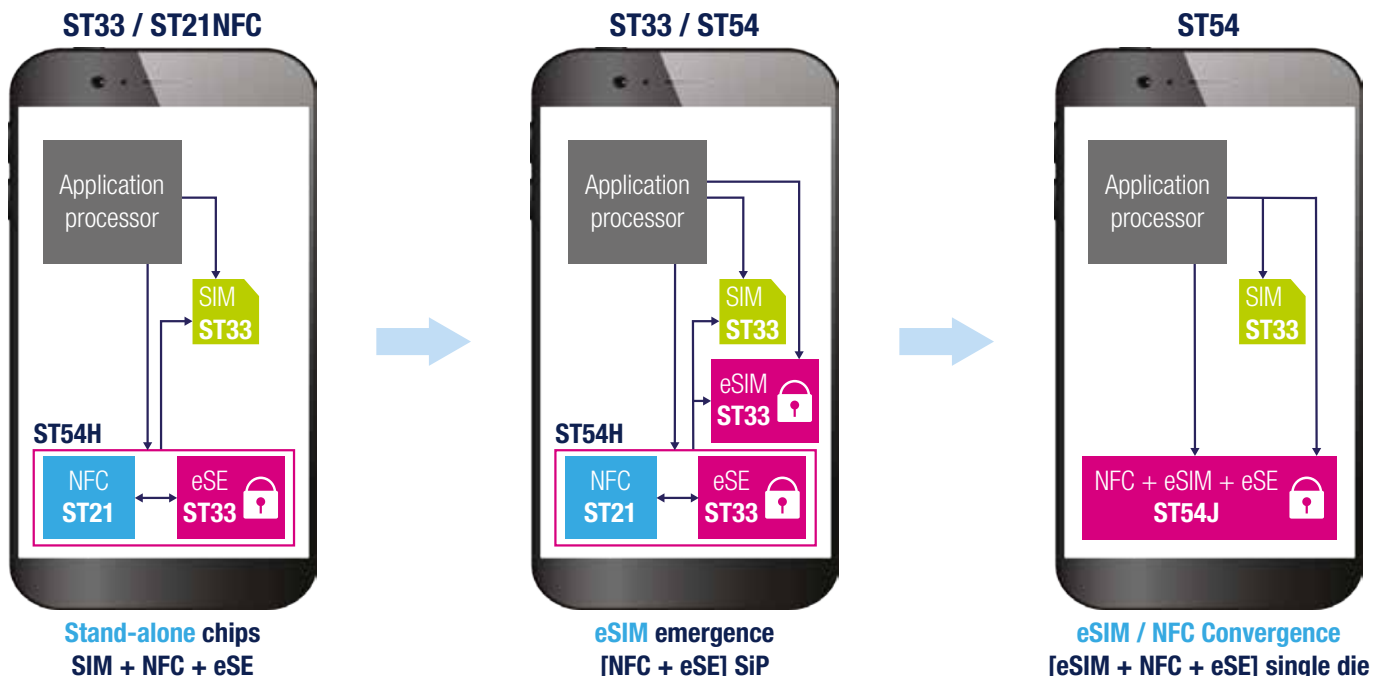 ST33 / ST21NFC
Application
processor
SIM
ST33
ST54H
NFC
ST21
eSE
ST33
Stand-alone chips
SIM + NFC + eSE
ST33 / ST54
Application
processor
SIM
ST33
eSIM
ST33
ST54H
NFC
ST21
eSE
ST33
eSIM emergence
[NFC + eSE] SiP
ST54
Application
processor
SIM
ST33
NFC + eSIM + eSE
ST54J
eSIM / NFC Convergence
[eSIM + NFC + eSE] single die